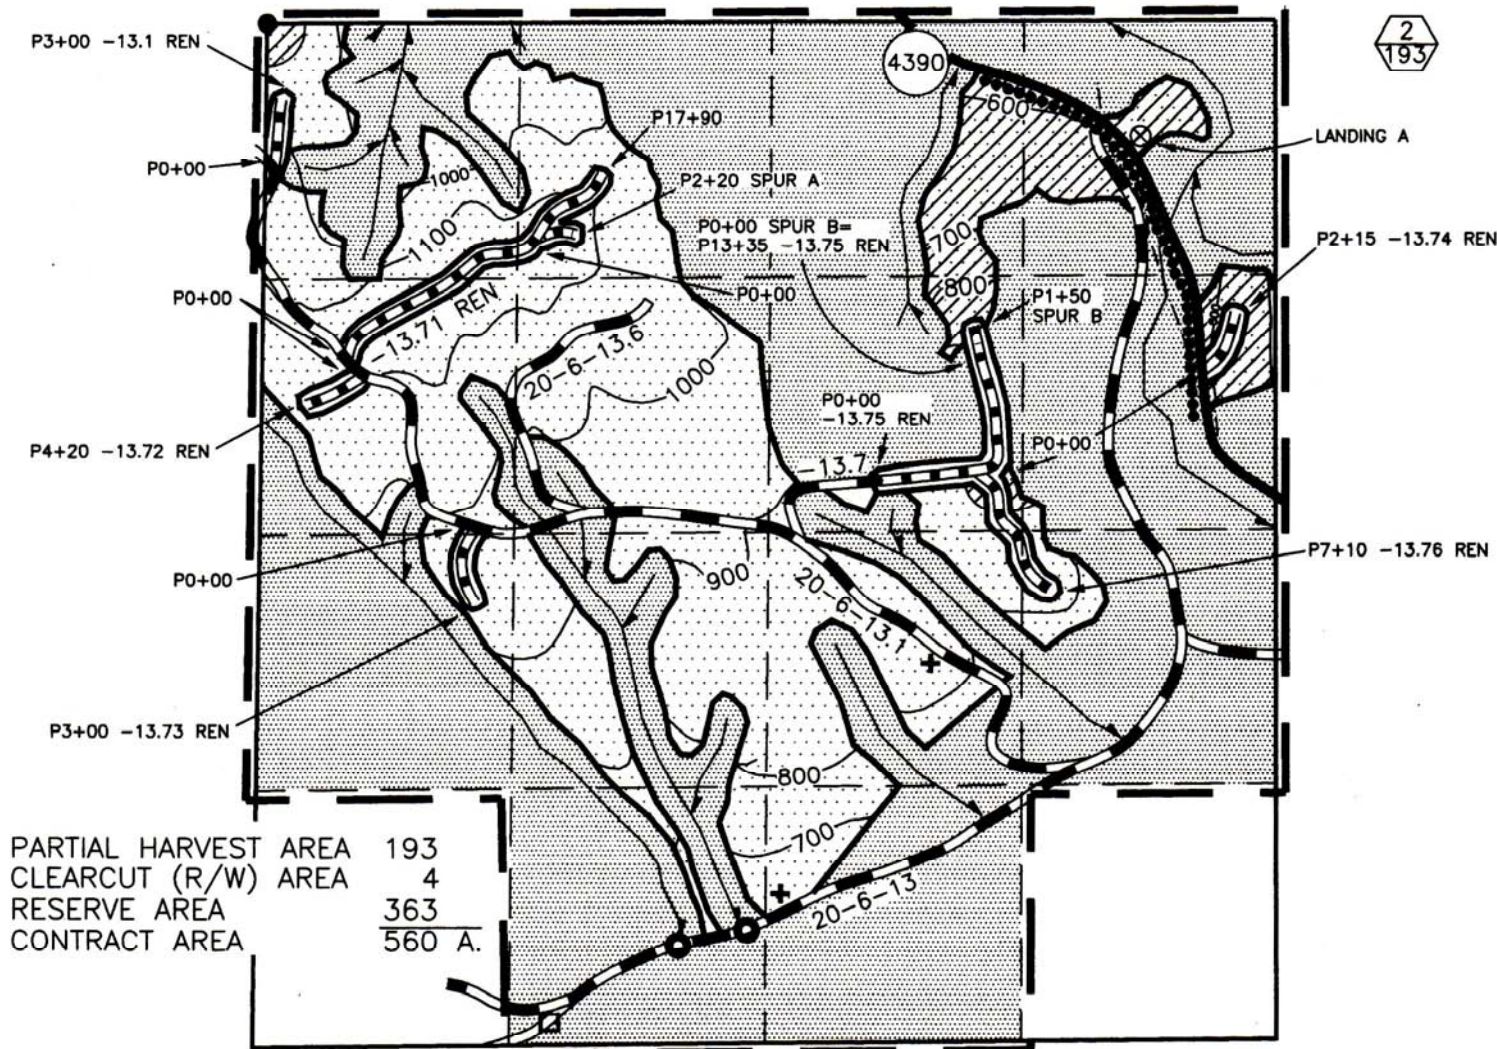 P3+00 -13.1 REN
4390
2
193
600
P17+90
LANDING A
P0+00
1000
P2+20 SPUR A
P0+00 SPUR B=
P13+35 -13.75 REN
700
P2+15 -13.74 REN
1100
800
P0+00
P0+00
P1+50
SPUR B
-13.71 REN
20-6-13.6
1000
P0+00
-13.75 REN
P4+20 -13.72 REN
P0+00
-13.7
P0+00
900
P7+10 -13.76 REN
20-6-13.1
P3+00 -13.73 REN
800
700
20-6-13
PARTIAL HARVEST AREA 193
CLEARCUT (R/W) AREA 4
RESERVE AREA 363
CONTRACT AREA 560 A.